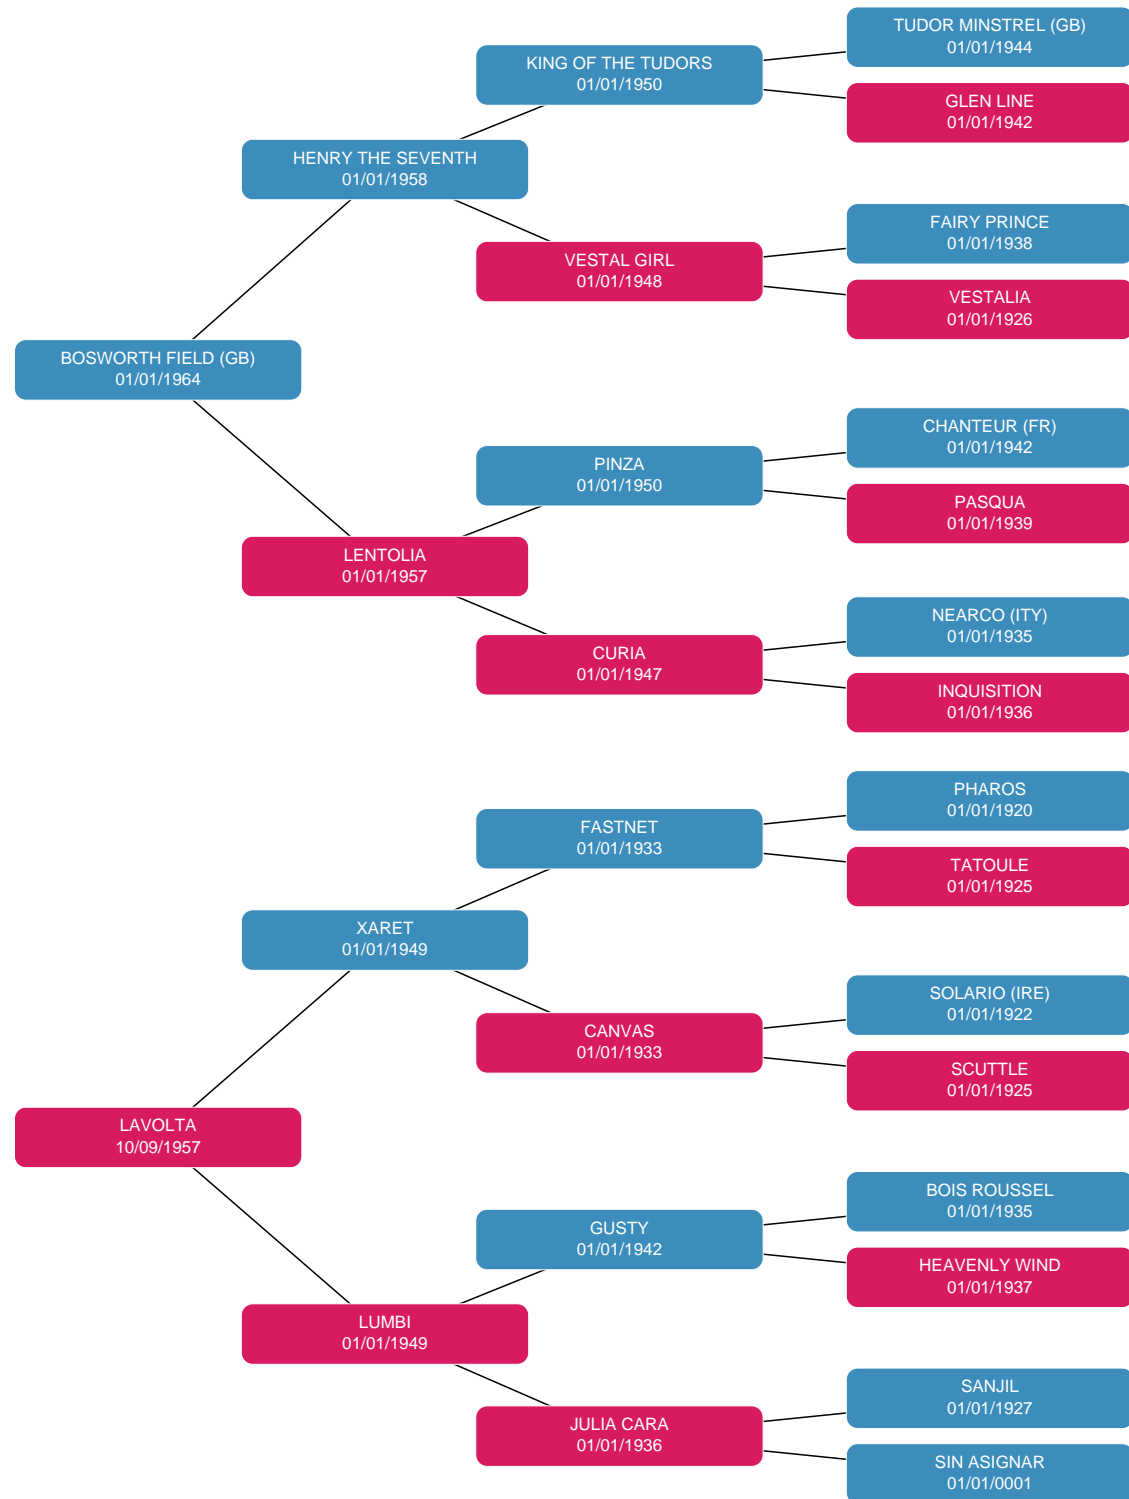 TUDOR MINSTREL (GB)
01/01/1944
KING OF THE TUDORS
01/01/1950
GLEN LINE
01/01/1942
HENRY THE SEVENTH
01/01/1958
FAIRY PRINCE
01/01/1938
VESTAL GIRL
01/01/1948
VESTALIA
01/01/1926
BOSWORTH FIELD (GB)
01/01/1964
CHANTEUR (FR)
01/01/1942
PINZA
01/01/1950
PASQUA
01/01/1939
LENTOLIA
01/01/1957
NEARCO (ITY)
01/01/1935
CURIA
01/01/1947
INQUISITION
01/01/1936
PHAROS
01/01/1920
FASTNET
01/01/1933
TATOULE
01/01/1925
XARET
01/01/1949
SOLARIO (IRE)
01/01/1922
CANVAS
01/01/1933
SCUTTLE
01/01/1925
LAVOLTA
10/09/1957
BOIS ROUSSEL
01/01/1935
GUSTY
01/01/1942
HEAVENLY WIND
01/01/1937
LUMBI
01/01/1949
SANJIL
01/01/1927
JULIA CARA
01/01/1936
SIN ASIGNAR
01/01/0001